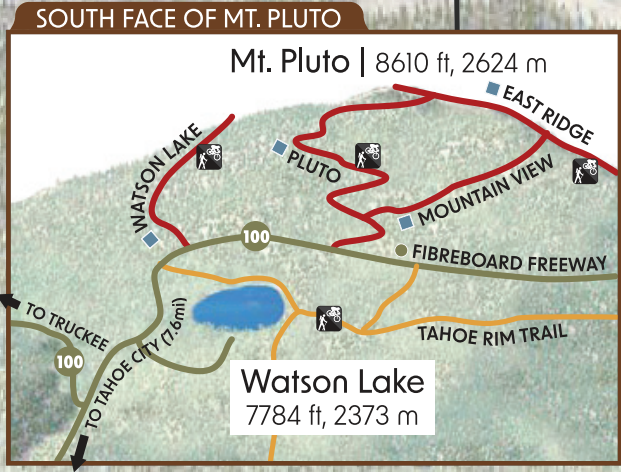 SOUTH FACE OF MT. PLUTO
Mt. Pluto | 8610 ft, 2624 m
EAST RIDGE
WATSON LAKE
PLUTO
MOUNTAIN VIEW
100
FIBREBOARD FREEWAY
TO TRUCKEE
100
TO TAHOE CITY (7.6mi)
TAHOE RIM TRAIL
Watson Lake
7784 ft, 2373 m